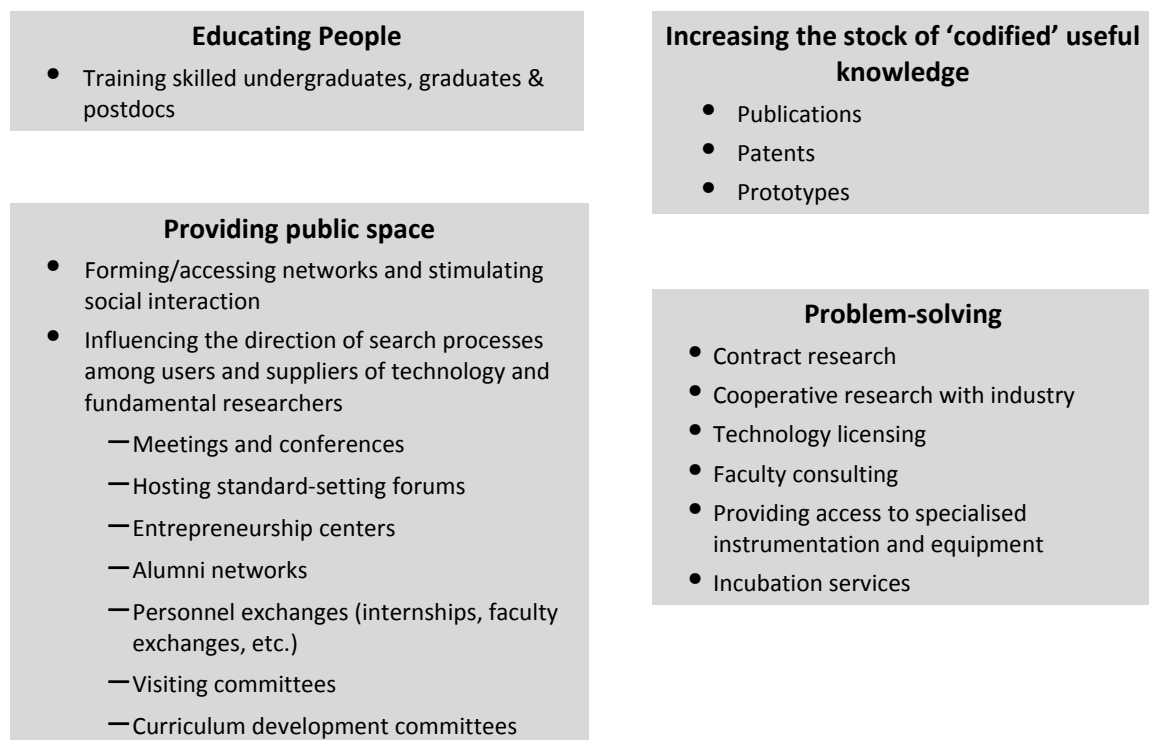 Educating People
• Training skilled undergraduates, graduates &
postdocs
Providing public space
• Forming/accessing networks and stimulating
social interaction
• Influencing the direction of search processes
among users and suppliers of technology and
fundamental researchers
—Meetings and conferences
—Hosting standard-setting forums
—Entrepreneurship centers
—Alumni networks
—Personnel exchanges (internships, faculty
exchanges, etc.)
—Visiting committees
—Curriculum development committees
Increasing the stock of ‘codified’ useful
knowledge
• Publications
• Patents
• Prototypes
Problem-solving
• Contract research
• Cooperative research with industry
• Technology licensing
• Faculty consulting
• Providing access to specialised
instrumentation and equipment
• Incubation services